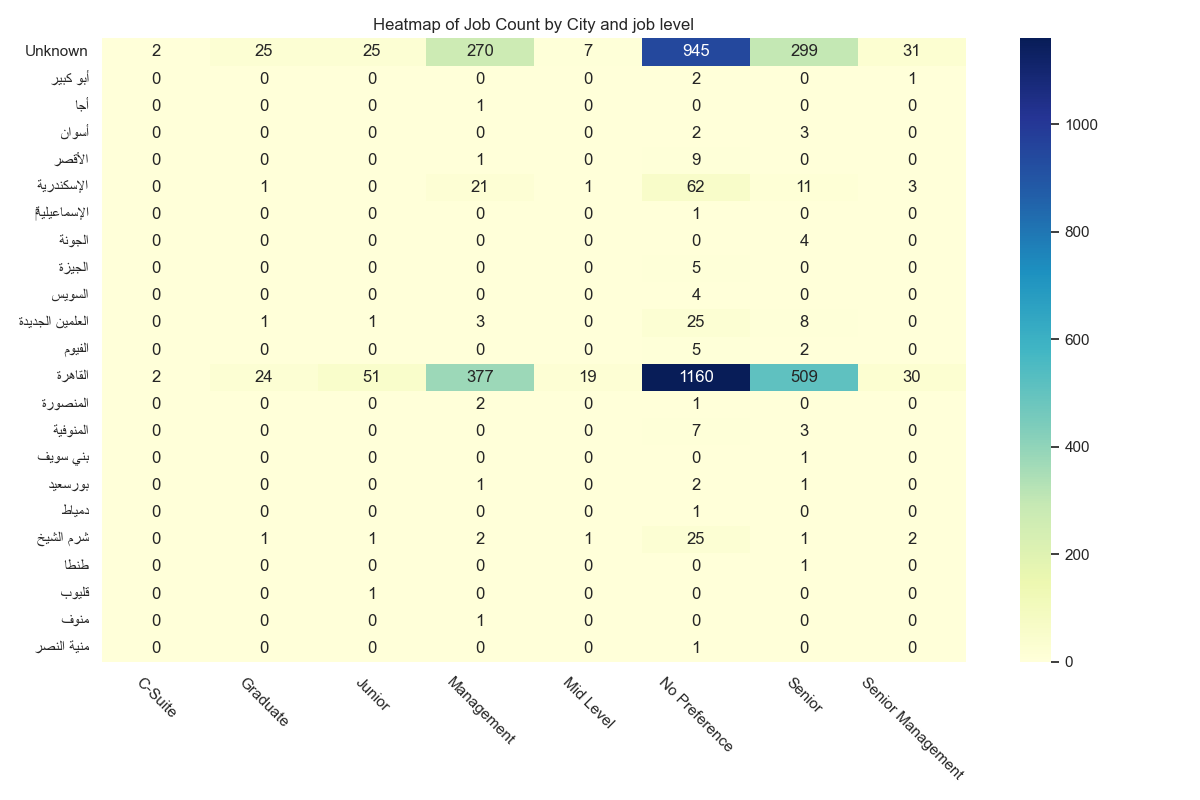 Heatmap of Job Count by City and job level
Unknown 2 25 25 270 7 945 299 31
أبو كبير 0 0 0 0 0 2 0 1
أجا 0 0 0 1 0 0 0 0
أسوان 0 0 0 0 0 2 3 0
الأقصر 0 0 0 1 0 9 0 0
الإسكندرية 0 1 0 21 1 62 11 3
الإسماعيلية 0 0 0 0 0 1 0 0
الجونة 0 0 0 0 0 0 4 0
الجيزة 0 0 0 0 0 5 0 0
السويس 0 0 0 0 0 4 0 0
العلمين الجديدة 0 1 1 3 0 25 8 0
الفيوم 0 0 0 0 0 5 2 0
القاهرة 2 24 51 377 19 1160 509 30
المنصورة 0 0 0 2 0 1 0 0
المنوفية 0 0 0 0 0 7 3 0
بني سويف 0 0 0 0 0 0 1 0
بورسعيد 0 0 0 1 0 2 1 0
دمياط 0 0 0 0 0 1 0 0
شرم الشيخ 0 1 1 2 1 25 1 2
طنطا 0 0 0 0 0 0 1 0
قليوب 0 0 1 0 0 0 0 0
منوف 0 0 0 1 0 0 0 0
منية النصر 0 0 0 0 0 1 0 0
C-Suite Graduate Junior Management Mid Level No Preference Senior Senior Management
1000
800
600
400
200
0